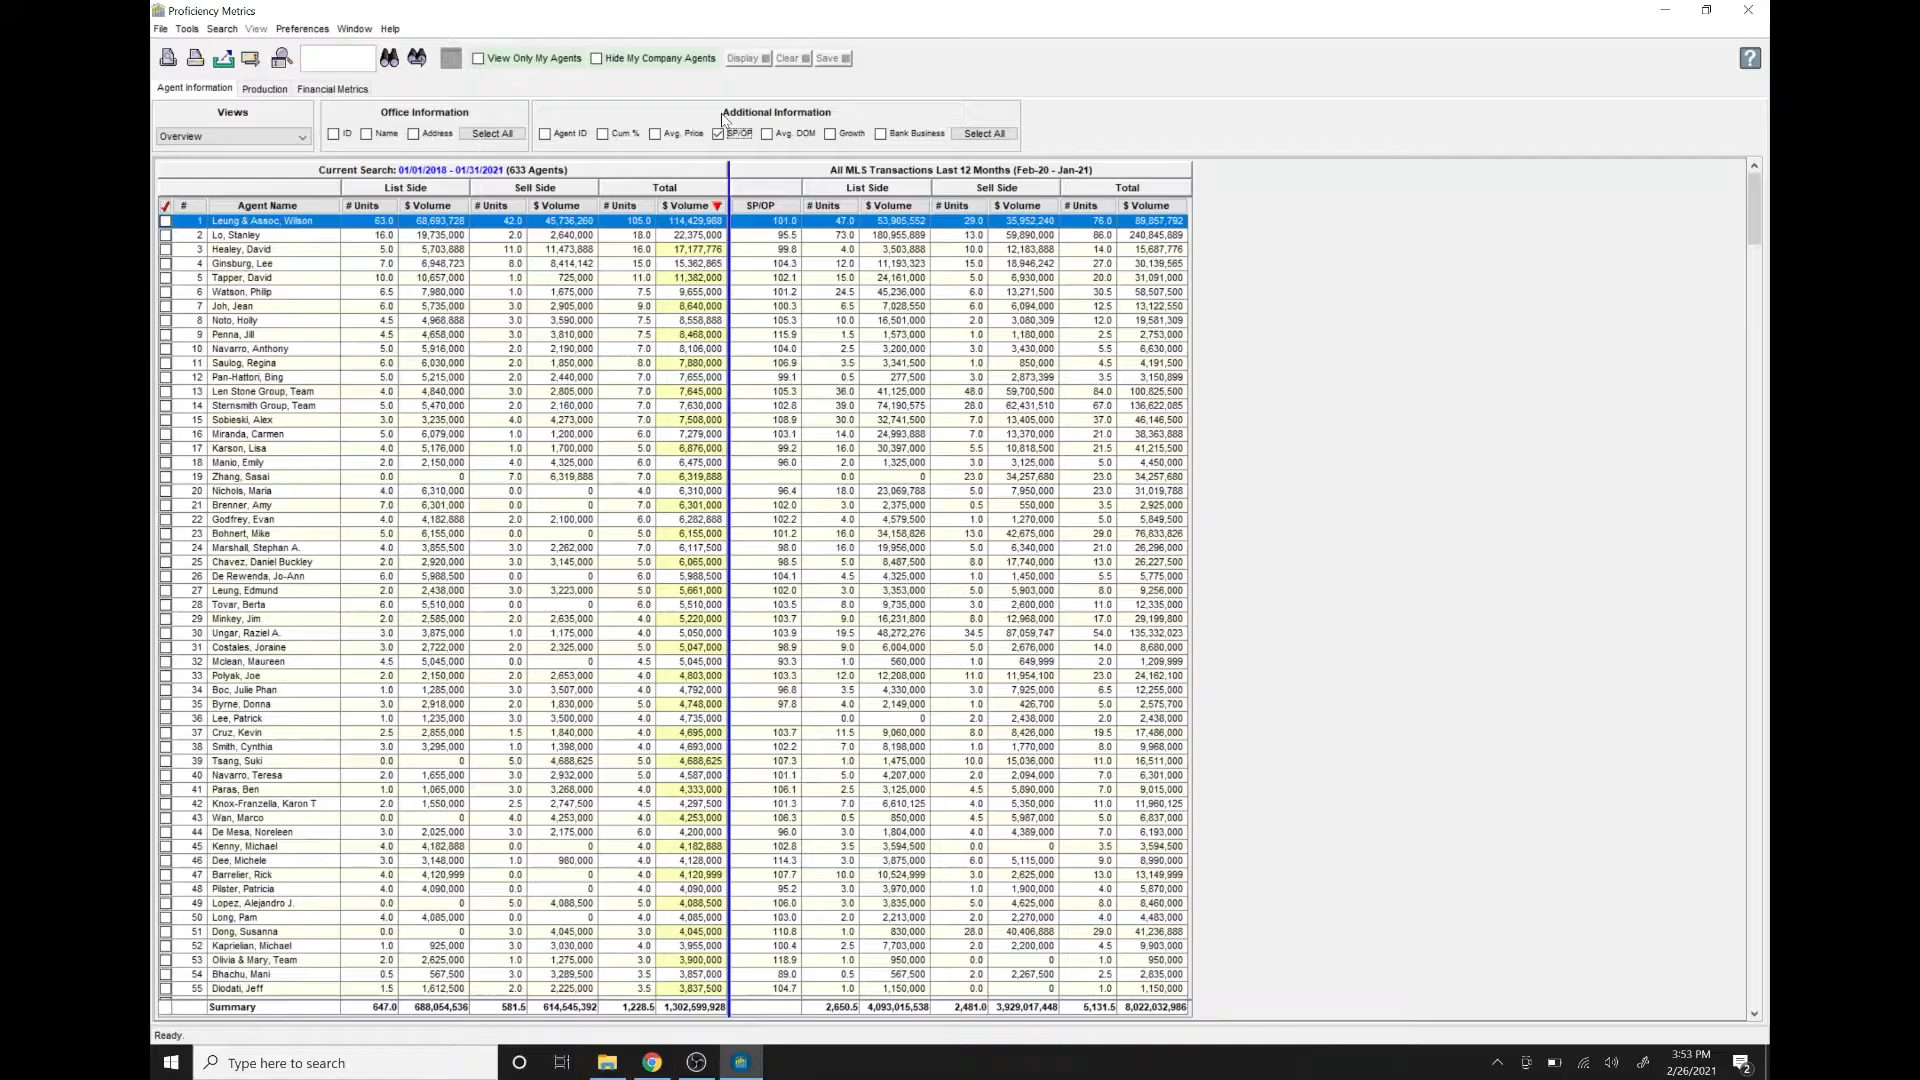 Proficiency Metrics
File Tools Search View Preferences Window Help
View Only My Agents Hide My Company Agents Display Clear Save ?
Agent Information Production Financial Metrics
Views Office Information Additional Information
Overview ID Name Address Select All Agent ID Cum % Avg. Price SP/OP Avg. DOM Growth Bank Business Select All
Current Search: 01/01/2018 - 01/31/2021 (633 Agents) All MLS Transactions Last 12 Months (Feb-20 - Jan-21)
List Side Sell Side Total List Side Sell Side Total
# Agent Name # Units $ Volume # Units $ Volume # Units $ Volume SP/OP # Units $ Volume # Units $ Volume # Units $ Volume
1 Leung & Assoc, Wilson 63.0 68,693,728 42.0 45,736,260 105.0 114,429,988 101.0 47.0 53,905,552 29.0 35,952,240 76.0 89,857,792
2 Lo, Stanley 16.0 19,735,000 2.0 2,640,000 18.0 22,375,000 95.5 73.0 180,955,889 13.0 59,890,000 86.0 240,845,889
3 Healey, David 5.0 5,703,888 11.0 11,473,888 16.0 17,177,776 99.8 4.0 3,503,888 10.0 12,183,888 14.0 15,687,776
4 Ginsburg, Lee 7.0 6,948,723 8.0 8,414,142 15.0 15,362,865 104.3 12.0 11,193,323 15.0 18,946,242 27.0 30,139,565
5 Tapper, David 10.0 10,657,000 1.0 725,000 11.0 11,382,000 102.1 15.0 24,161,000 5.0 6,930,000 20.0 31,091,000
6 Watson, Philip 6.5 7,980,000 1.0 1,675,000 7.5 9,655,000 101.2 24.5 45,236,000 6.0 13,271,500 30.5 58,507,500
7 Joh, Jean 6.0 5,735,000 3.0 2,905,000 9.0 8,640,000 100.3 6.5 7,028,550 6.0 6,094,000 12.5 13,122,550
8 Noto, Holly 4.5 4,968,888 3.0 3,590,000 7.5 8,558,888 105.3 10.0 16,501,000 2.0 3,080,309 12.0 19,581,309
9 Penna, Jill 4.5 4,658,000 3.0 3,810,000 7.5 8,468,000 115.9 1.5 1,573,000 1.0 1,180,000 2.5 2,753,000
10 Navarro, Anthony 5.0 5,916,000 2.0 2,190,000 7.0 8,106,000 104.0 2.5 3,200,000 3.0 3,430,000 5.5 6,630,000
11 Saulog, Regina 6.0 6,030,000 2.0 1,850,000 8.0 7,880,000 106.9 3.5 3,341,500 1.0 850,000 4.5 4,191,500
12 Pan-Hattori, Bing 5.0 5,215,000 2.0 2,440,000 7.0 7,655,000 99.1 0.5 277,500 3.0 2,873,399 3.5 3,150,899
13 Len Stone Group, Team 4.0 4,840,000 3.0 2,805,000 7.0 7,645,000 105.3 36.0 41,125,000 48.0 59,700,500 84.0 100,825,500
14 Sternsmith Group, Team 5.0 5,470,000 2.0 2,160,000 7.0 7,630,000 102.8 39.0 74,190,575 28.0 62,431,510 67.0 136,622,085
15 Sobieski, Alex 3.0 3,235,000 4.0 4,273,000 7.0 7,508,000 108.9 30.0 32,741,500 7.0 13,405,000 37.0 46,146,500
16 Miranda, Carmen 5.0 6,079,000 1.0 1,200,000 6.0 7,279,000 103.1 14.0 24,993,888 7.0 13,370,000 21.0 38,363,888
17 Karson, Lisa 4.0 5,176,000 1.0 1,700,000 5.0 6,876,000 99.2 16.0 30,397,000 5.5 10,818,500 21.5 41,215,500
18 Manio, Emily 2.0 2,150,000 4.0 4,325,000 6.0 6,475,000 96.0 2.0 1,325,000 3.0 3,125,000 5.0 4,450,000
19 Zhang, Sasai 0.0 0 7.0 6,319,888 7.0 6,319,888 0.0 0 23.0 34,257,680 23.0 34,257,680
20 Nichols, Maria 4.0 6,310,000 0.0 0 4.0 6,310,000 96.4 18.0 23,069,788 5.0 7,950,000 23.0 31,019,788
21 Brenner, Amy 7.0 6,301,000 0.0 0 7.0 6,301,000 102.0 3.0 2,375,000 0.5 550,000 3.5 2,925,000
22 Godfrey, Evan 4.0 4,182,888 2.0 2,100,000 6.0 6,282,888 102.2 4.0 4,579,500 1.0 1,270,000 5.0 5,849,500
23 Bohnert, Mike 5.0 6,155,000 0.0 0 5.0 6,155,000 101.2 16.0 34,158,826 13.0 42,675,000 29.0 76,833,826
24 Marshall, Stephan A. 4.0 3,855,500 3.0 2,262,000 7.0 6,117,500 98.0 16.0 19,956,000 5.0 6,340,000 21.0 26,296,000
25 Chavez, Daniel Buckley 2.0 2,920,000 3.0 3,145,000 5.0 6,065,000 98.5 5.0 8,487,500 8.0 17,740,000 13.0 26,227,500
26 De Rewenda, Jo-Ann 6.0 5,988,500 0.0 0 6.0 5,988,500 104.1 4.5 4,325,000 1.0 1,450,000 5.5 5,775,000
27 Leung, Edmund 2.0 2,438,000 3.0 3,223,000 5.0 5,661,000 102.0 3.0 3,353,000 5.0 5,903,000 8.0 9,256,000
28 Tovar, Berta 6.0 5,510,000 0.0 0 6.0 5,510,000 103.5 8.0 9,735,000 3.0 2,600,000 11.0 12,335,000
29 Minkey, Jim 2.0 2,585,000 2.0 2,635,000 4.0 5,220,000 103.7 9.0 16,231,800 8.0 12,968,000 17.0 29,199,800
30 Ungar, Raziel A. 3.0 3,875,000 1.0 1,175,000 4.0 5,050,000 103.9 19.5 48,272,276 34.5 87,059,747 54.0 135,332,023
31 Costales, Joraine 3.0 2,722,000 2.0 2,325,000 5.0 5,047,000 98.9 9.0 6,004,000 5.0 2,676,000 14.0 8,680,000
32 Mclean, Maureen 4.5 5,045,000 0.0 0 4.5 5,045,000 93.3 1.0 560,000 1.0 649,999 2.0 1,209,999
33 Polyak, Joe 2.0 2,150,000 2.0 2,653,000 4.0 4,803,000 103.3 12.0 12,208,000 11.0 11,954,100 23.0 24,162,100
34 Boc, Julie Phan 1.0 1,285,000 3.0 3,507,000 4.0 4,792,000 96.8 3.5 4,330,000 3.0 7,925,000 6.5 12,255,000
35 Byrne, Donna 3.0 2,918,000 2.0 1,830,000 5.0 4,748,000 97.8 4.0 2,149,000 1.0 426,700 5.0 2,575,700
36 Lee, Patrick 1.0 1,235,000 3.0 3,500,000 4.0 4,735,000 0.0 0 2.0 2,438,000 2.0 2,438,000
37 Cruz, Kevin 2.5 2,855,000 1.5 1,840,000 4.0 4,695,000 103.7 11.5 9,060,000 8.0 8,426,000 19.5 17,486,000
38 Smith, Cynthia 3.0 3,295,000 1.0 1,398,000 4.0 4,693,000 102.2 7.0 8,198,000 1.0 1,770,000 8.0 9,968,000
39 Tsang, Suki 0.0 0 5.0 4,688,625 5.0 4,688,625 107.3 1.0 1,475,000 10.0 15,036,000 11.0 16,511,000
40 Navarro, Teresa 2.0 1,655,000 3.0 2,932,000 5.0 4,587,000 101.1 5.0 4,207,000 2.0 2,094,000 7.0 6,301,000
41 Paras, Ben 1.0 1,065,000 3.0 3,268,000 4.0 4,333,000 106.1 2.5 3,125,000 4.5 5,890,000 7.0 9,015,000
42 Knox-Franzella, Karon T 2.0 1,550,000 2.5 2,747,500 4.5 4,297,500 101.3 7.0 6,610,125 4.0 5,350,000 11.0 11,960,125
43 Wan, Marco 0.0 0 4.0 4,253,000 4.0 4,253,000 106.3 0.5 850,000 4.5 5,987,000 5.0 6,837,000
44 De Mesa, Noreleen 3.0 2,025,000 3.0 2,175,000 6.0 4,200,000 96.0 3.0 1,804,000 4.0 4,389,000 7.0 6,193,000
45 Kenny, Michael 4.0 4,182,888 0.0 0 4.0 4,182,888 102.8 3.5 3,594,500 0.0 0 3.5 3,594,500
46 Dee, Michele 3.0 3,148,000 1.0 980,000 4.0 4,128,000 114.3 3.0 3,875,000 6.0 5,115,000 9.0 8,990,000
47 Barrelier, Rick 4.0 4,120,999 0.0 0 4.0 4,120,999 107.7 10.0 10,524,999 3.0 2,625,000 13.0 13,149,999
48 Pilster, Patricia 4.0 4,090,000 0.0 0 4.0 4,090,000 95.2 3.0 3,970,000 1.0 1,900,000 4.0 5,870,000
49 Lopez, Alejandro J. 0.0 0 5.0 4,088,500 5.0 4,088,500 106.0 3.0 3,835,000 5.0 4,625,000 8.0 8,460,000
50 Long, Pam 4.0 4,085,000 0.0 0 4.0 4,085,000 103.0 2.0 2,213,000 2.0 2,270,000 4.0 4,483,000
51 Dong, Susanna 0.0 0 3.0 4,045,000 3.0 4,045,000 110.8 1.0 830,000 28.0 40,406,888 29.0 41,236,888
52 Kaprielian, Michael 1.0 925,000 3.0 3,030,000 4.0 3,955,000 100.4 2.5 7,703,000 2.0 2,200,000 4.5 9,903,000
53 Olivia & Mary, Team 2.0 2,625,000 1.0 1,275,000 3.0 3,900,000 118.9 1.0 950,000 0.0 0 1.0 950,000
54 Bhachu, Mani 0.5 567,500 3.0 3,289,500 3.5 3,857,000 89.0 0.5 567,500 2.0 2,267,500 2.5 2,835,000
55 Diodati, Jeff 1.5 1,612,500 2.0 2,225,000 3.5 3,837,500 104.7 1.0 1,150,000 0.0 0 1.0 1,150,000
Summary 647.0 688,054,536 581.5 614,545,392 1,228.5 1,302,599,928 2,650.5 4,093,015,538 2,481.0 3,929,017,448 5,131.5 8,022,032,986
Ready.
Type here to search
3:53 PM
2/26/2021
2